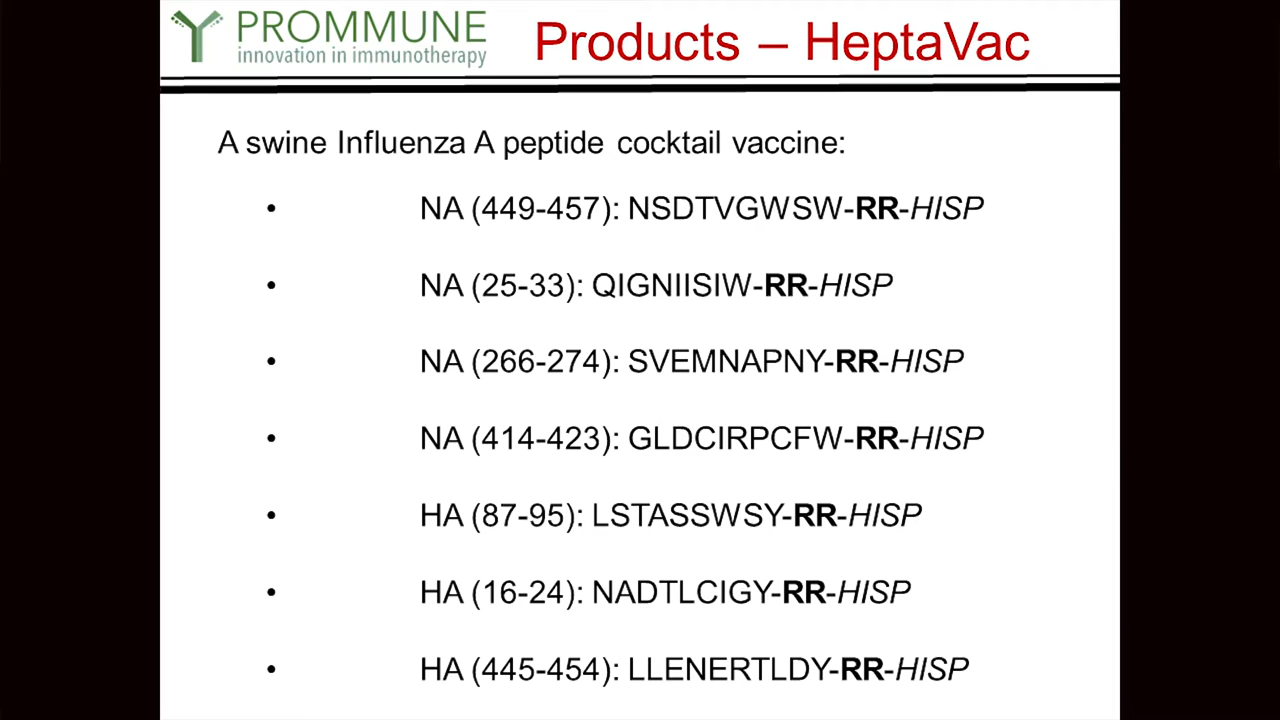 PROMMUNE
innovation in immunotherapy
Products – HeptaVac
A swine Influenza A peptide cocktail vaccine:
• NA (449-457): NSDTVGWSW-RR-HISP
• NA (25-33): QIGNIISIW-RR-HISP
• NA (266-274): SVEMNAPNY-RR-HISP
• NA (414-423): GLDCIRPCFW-RR-HISP
• HA (87-95): LSTASSWSY-RR-HISP
• HA (16-24): NADTLCIGY-RR-HISP
• HA (445-454): LLENERTLDY-RR-HISP